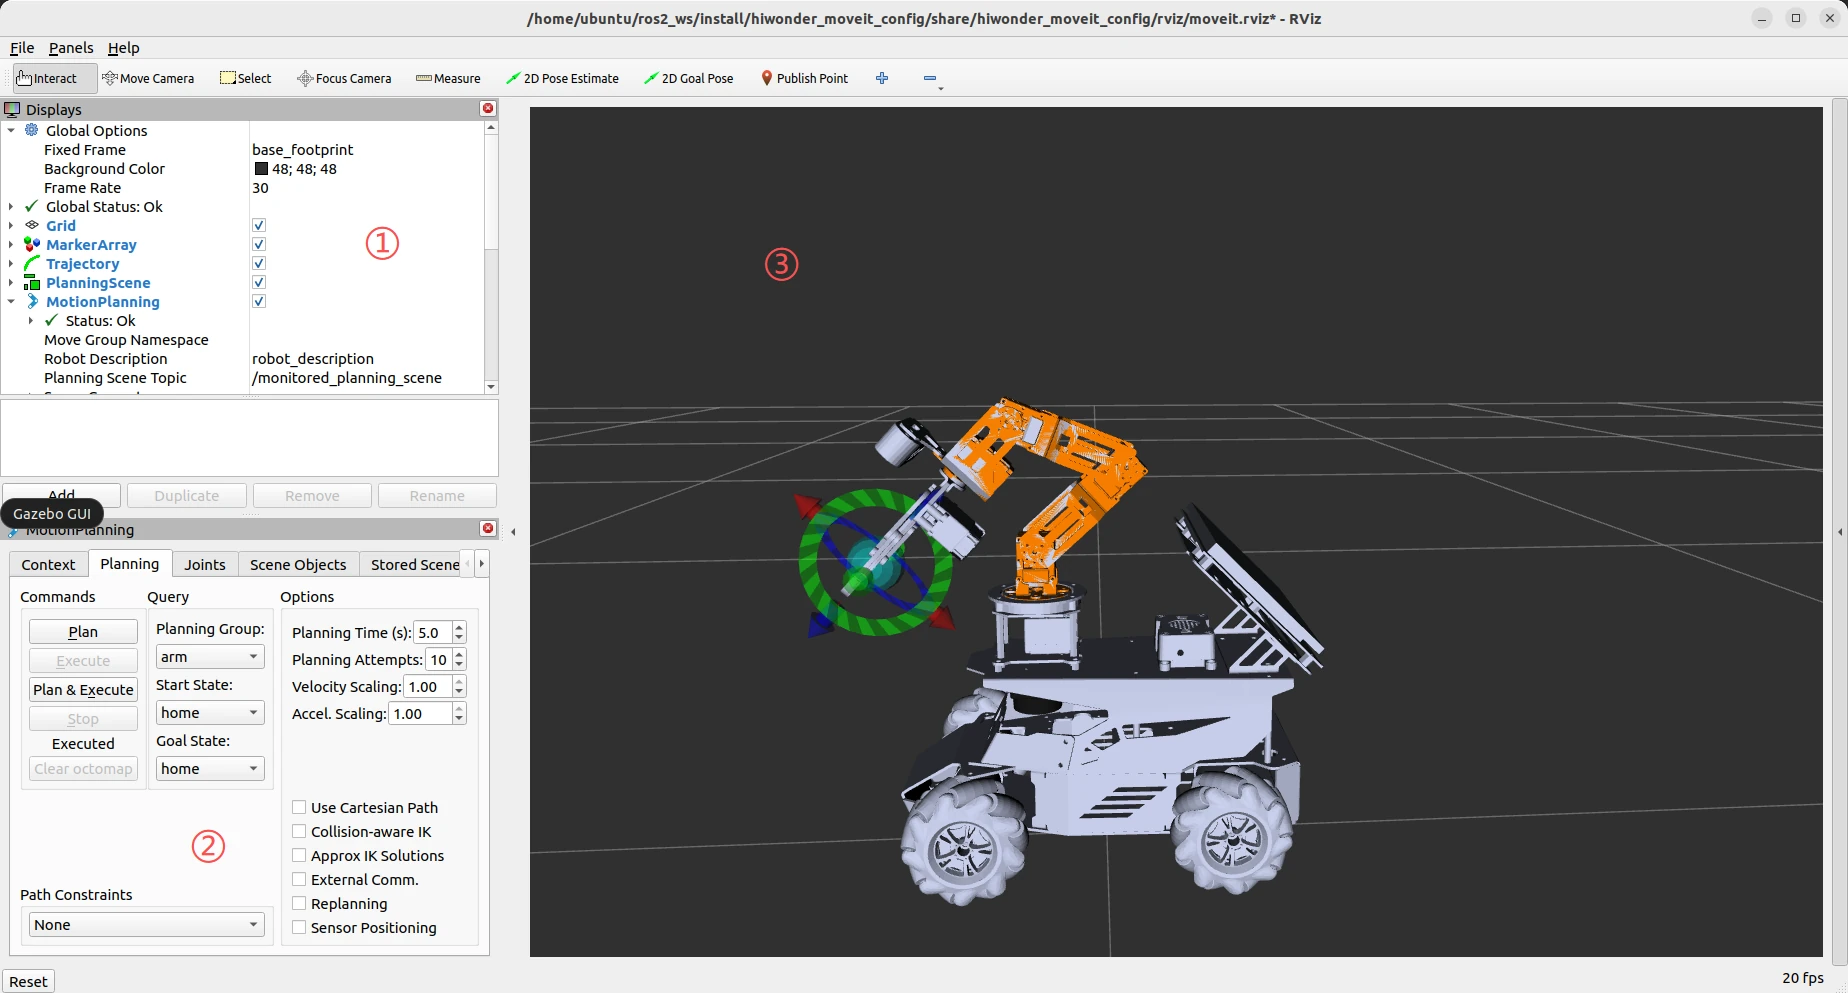 /home/ubuntu/ros2_ws/install/hiwonder_moveit_config/share/hiwonder_moveit_config/rviz/moveit.rviz* - RViz
File Panels Help
Interact Move Camera Select Focus Camera Measure 2D Pose Estimate 2D Goal Pose Publish Point
Displays
Global Options
Fixed Frame base_footprint
Background Color 48; 48; 48
Frame Rate 30
Global Status: Ok
Grid
MarkerArray
Trajectory
PlanningScene
MotionPlanning
Status: Ok
Move Group Namespace
Robot Description robot_description
Planning Scene Topic /monitored_planning_scene
①
③
Add Duplicate Remove Rename
Gazebo GUI
MotionPlanning
Context Planning Joints Scene Objects Stored Scene
Commands Query Options
Plan
Execute
Plan & Execute
Stop
Executed
Clear octomap
Planning Group:
arm
Start State:
home
Goal State:
home
Planning Time (s): 5.0
Planning Attempts: 10
Velocity Scaling: 1.00
Accel. Scaling: 1.00
Use Cartesian Path
Collision-aware IK
Approx IK Solutions
External Comm.
Replanning
Sensor Positioning
②
Path Constraints
None
Reset
20 fps